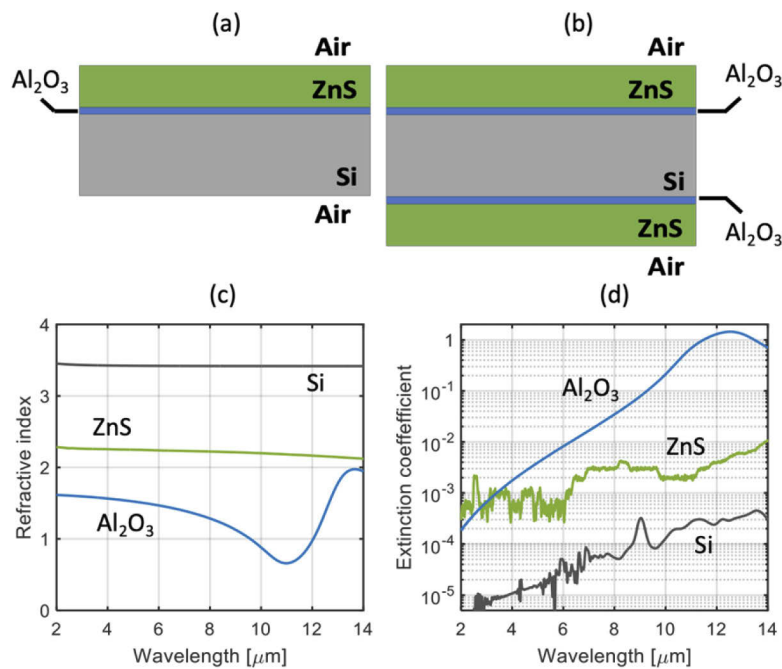 (a)
(b)
Air
Air
Al₂O₃
ZnS
ZnS
Al₂O₃
Si
Si
Air
ZnS
Al₂O₃
Air
(c)
(d)
4
3
2
1
0
Refractive index
Si
ZnS
Al₂O₃
2 4 6 8 10 12 14
Wavelength [μm]
1
10⁻¹
10⁻²
10⁻³
10⁻⁴
10⁻⁵
Extinction coeffefficient
Al₂O₃
ZnS
Si
2 4 6 8 10 12 14
Wavelength [μm]